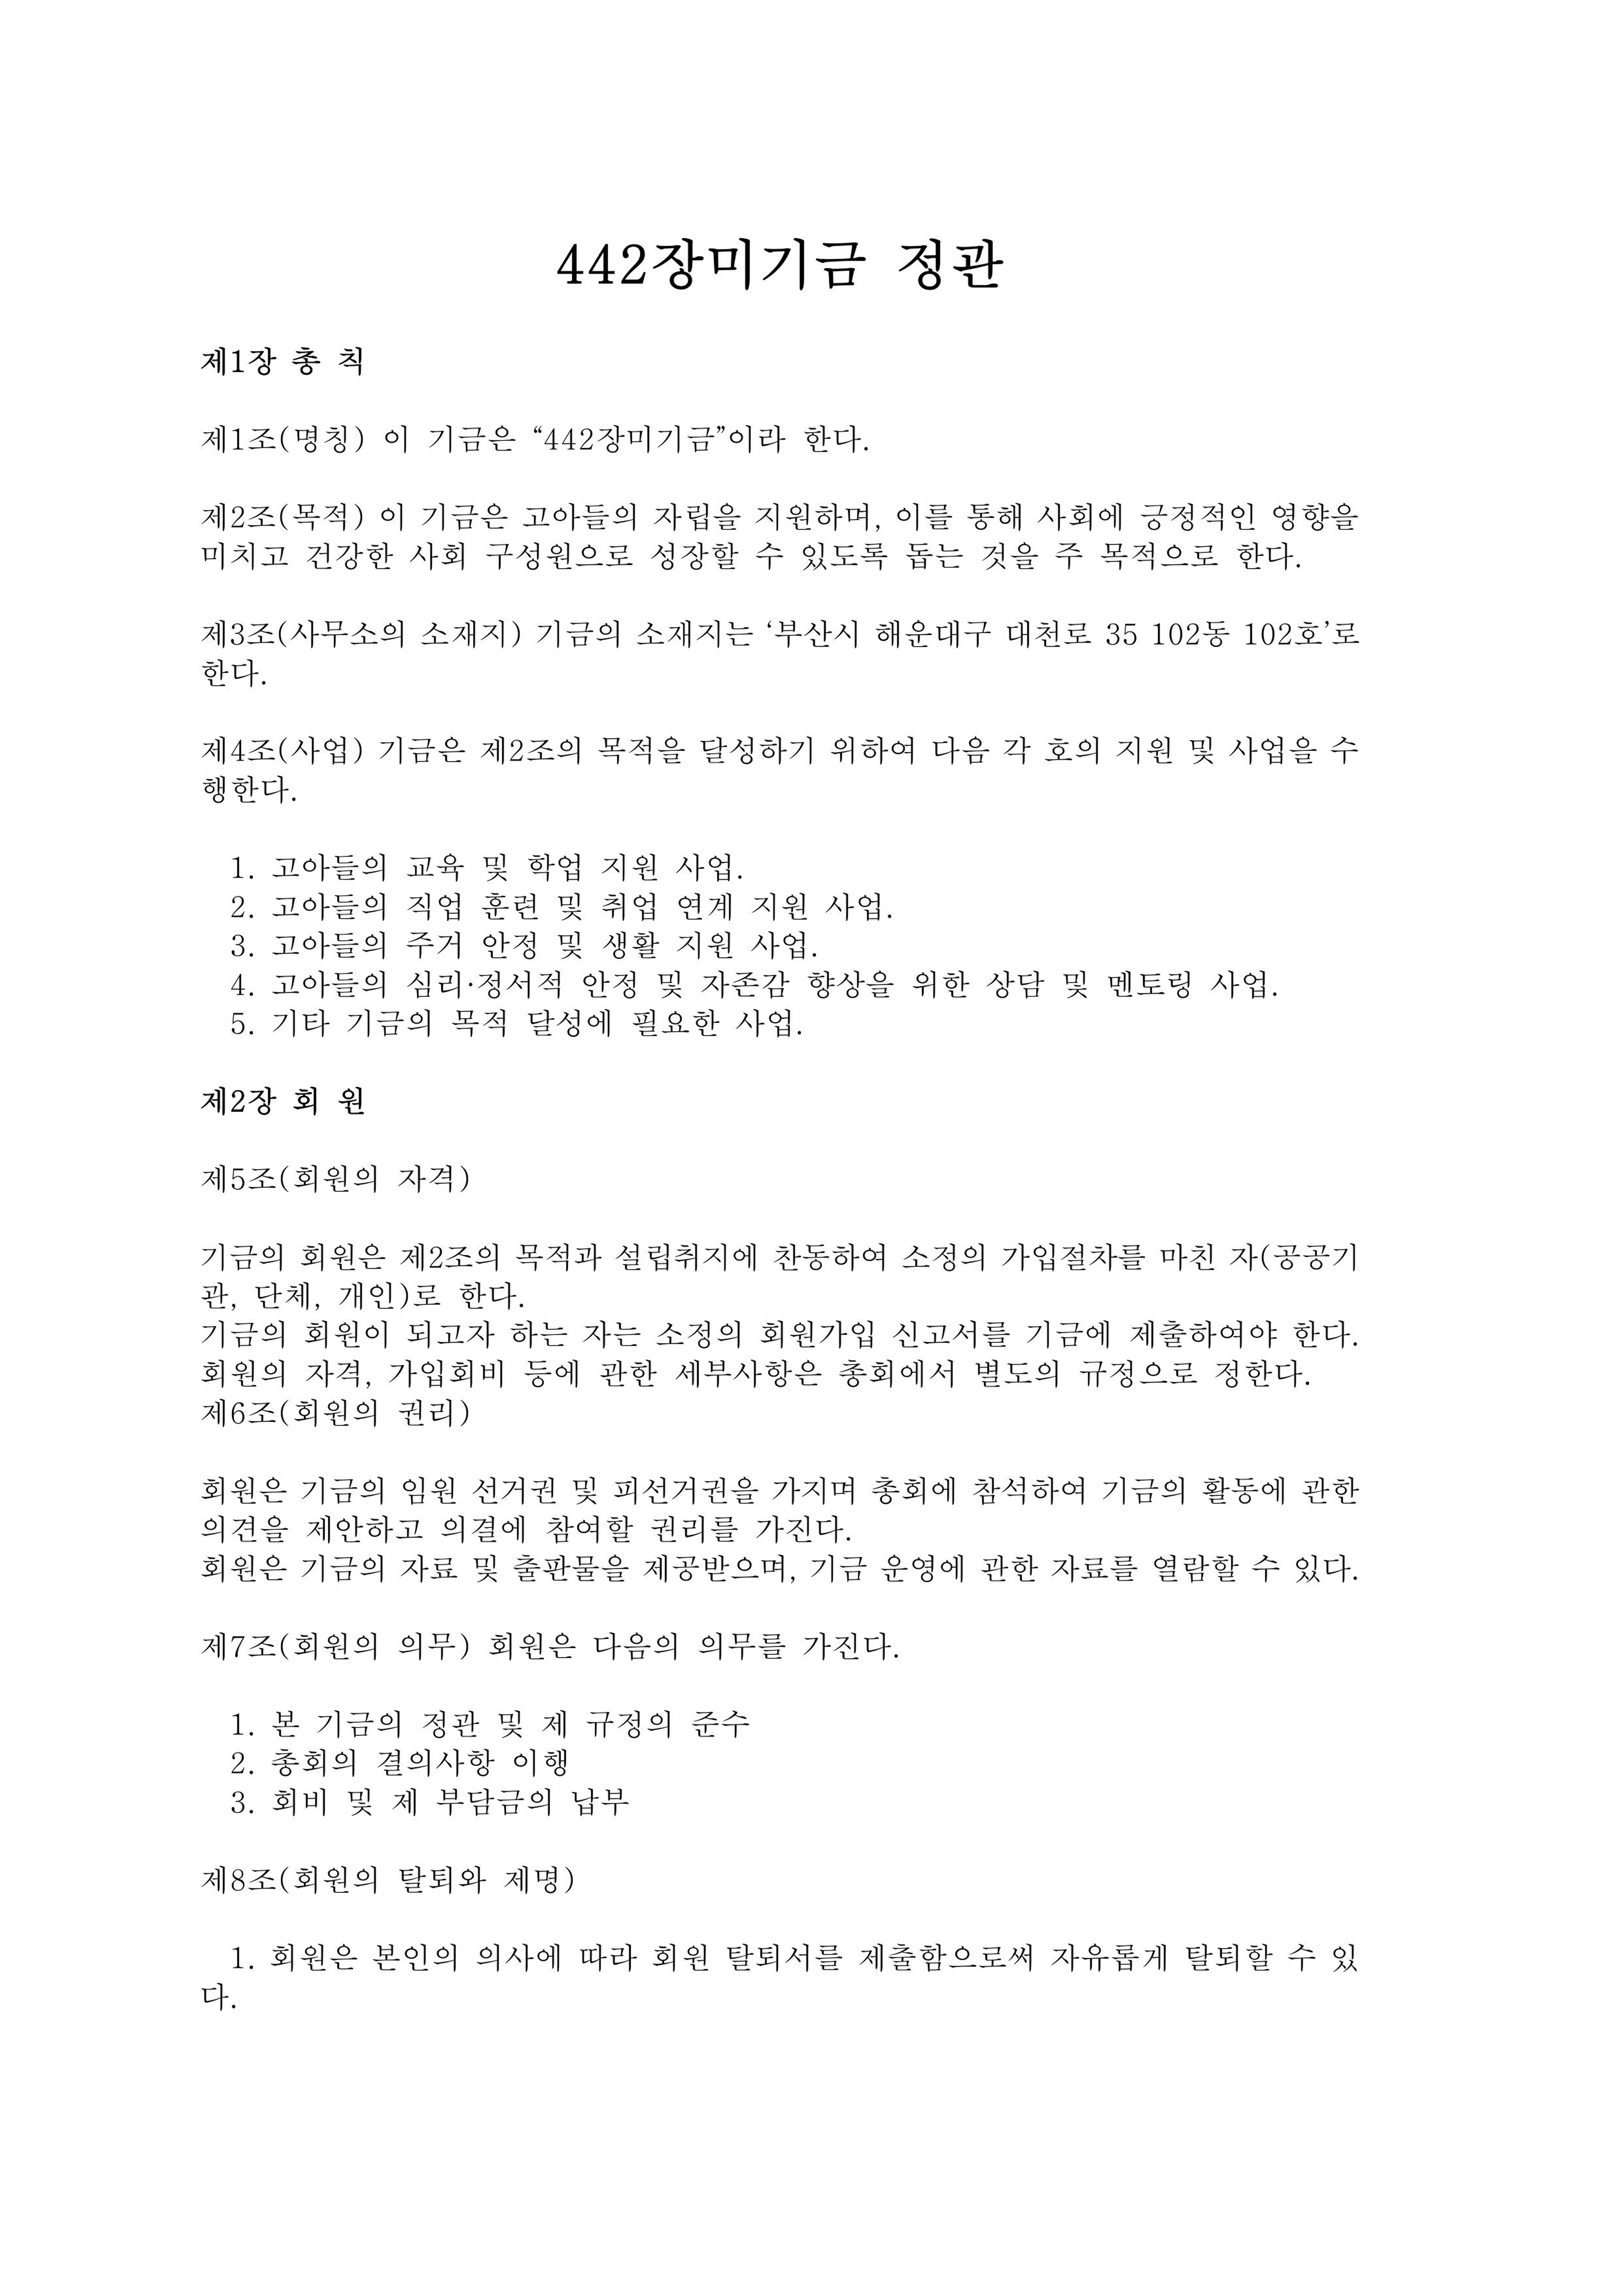 442장미기금 정관
제1장 총 칙
제1조(명칭) 이 기금은 “442장미기금”이라 한다.
제2조(목적) 이 기금은 고아들의 자립을 지원하며, 이를 통해 사회에 긍정적인 영향을
미치고 건강한 사회 구성원으로 성장할 수 있도록 돕는 것을 주 목적으로 한다.
제3조(사무소의 소재지) 기금의 소재지는 ‘부산시 해운대구 대천로 35 102동 102호’로
한다.
제4조(사업) 기금은 제2조의 목적을 달성하기 위하여 다음 각 호의 지원 및 사업을 수
행한다.
1. 고아들의 교육 및 학업 지원 사업.
2. 고아들의 직업 훈련 및 취업 연계 지원 사업.
3. 고아들의 주거 안정 및 생활 지원 사업.
4. 고아들의 심리·정서적 안정 및 자존감 향상을 위한 상담 및 멘토링 사업.
5. 기타 기금의 목적 달성에 필요한 사업.
제2장 회 원
제5조(회원의 자격)
기금의 회원은 제2조의 목적과 설립취지에 찬동하여 소정의 가입절차를 마친 자(공공기
관, 단체, 개인)로 한다.
기금의 회원이 되고자 하는 자는 소정의 회원가입 신고서를 기금에 제출하여야 한다.
회원의 자격, 가입회비 등에 관한 세부사항은 총회에서 별도의 규정으로 정한다.
제6조(회원의 권리)
회원은 기금의 임원 선거권 및 피선거권을 가지며 총회에 참석하여 기금의 활동에 관한
의견을 제안하고 의결에 참여할 권리를 가진다.
회원은 기금의 자료 및 출판물을 제공받으며, 기금 운영에 관한 자료를 열람할 수 있다.
제7조(회원의 의무) 회원은 다음의 의무를 가진다.
1. 본 기금의 정관 및 제 규정의 준수
2. 총회의 결의사항 이행
3. 회비 및 제 부담금의 납부
제8조(회원의 탈퇴와 제명)
1. 회원은 본인의 의사에 따라 회원 탈퇴서를 제출함으로써 자유롭게 탈퇴할 수 있
다.